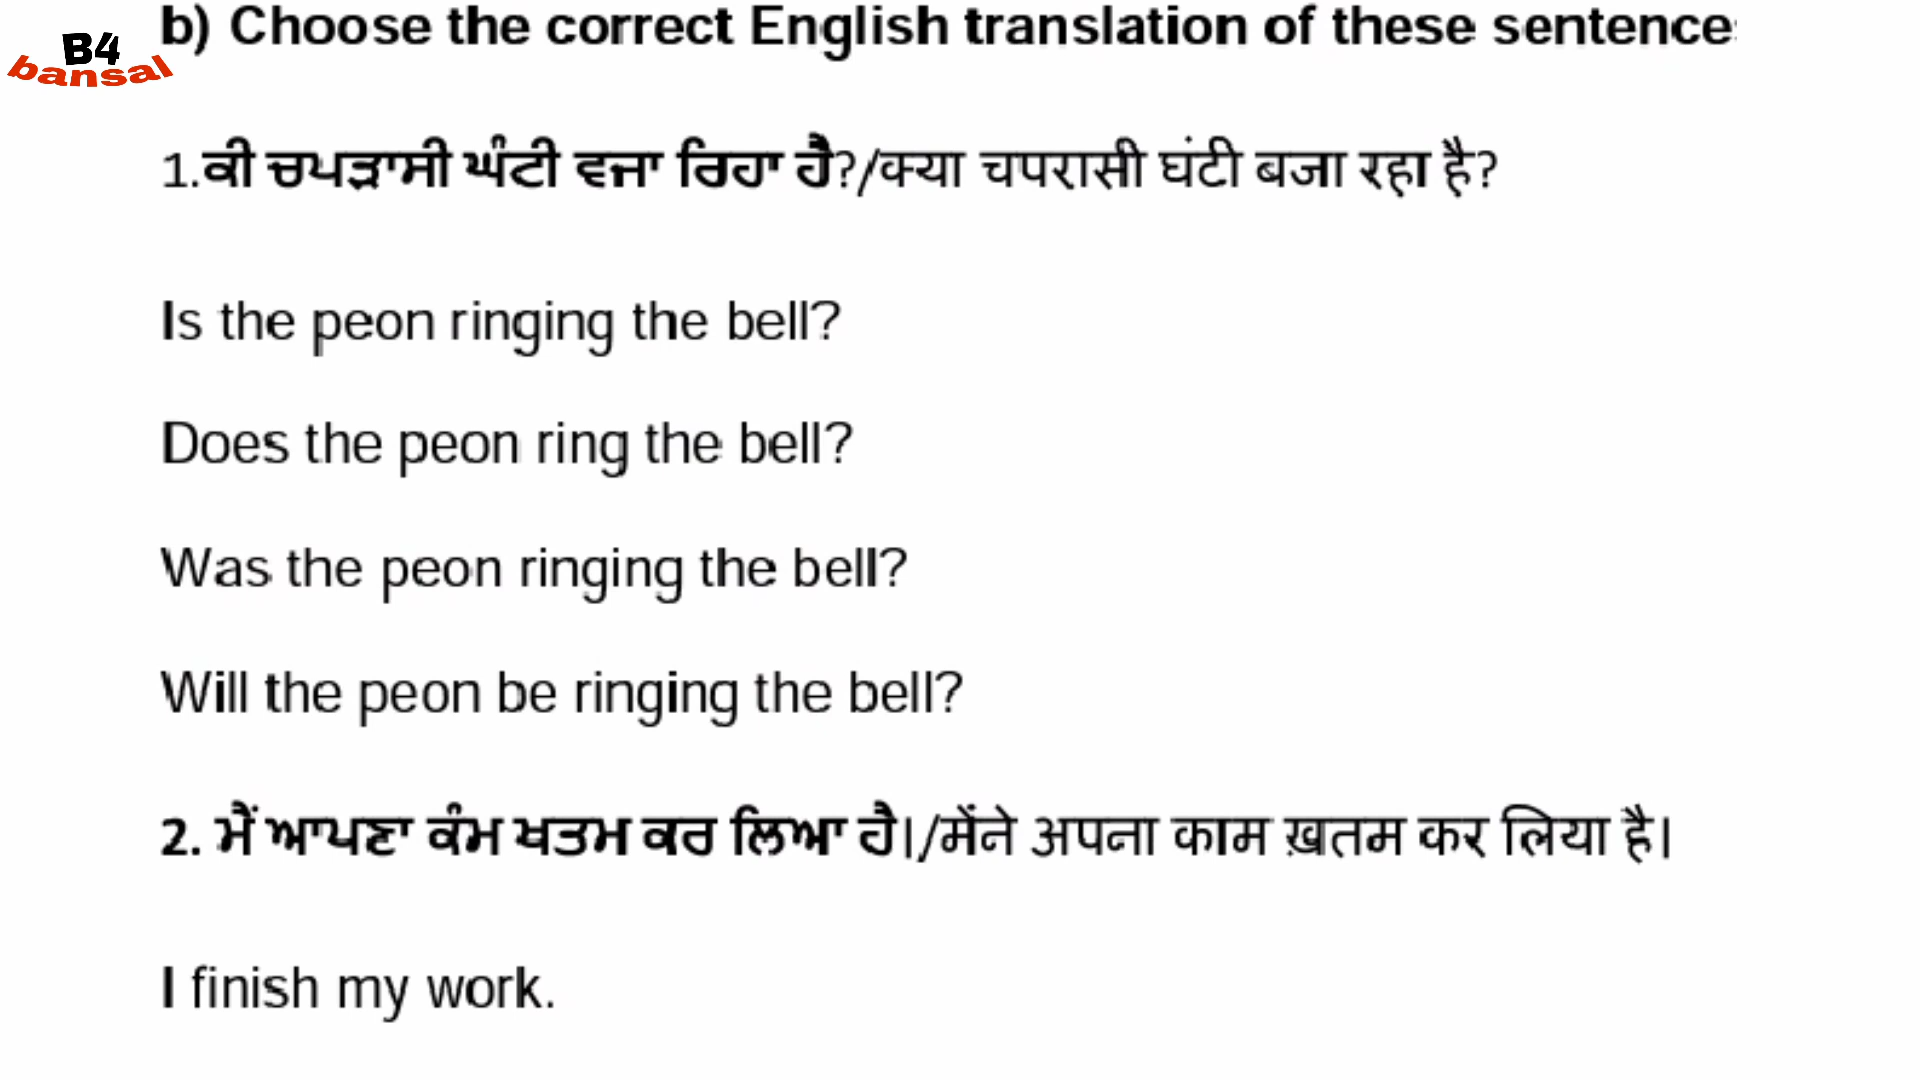 B4
bansal
b) Choose the correct English translation of these sentence
1.ਕੀ ਚਪੜਾਸੀ ਘੰਟੀ ਵਜਾ ਰਿਹਾ ਹੈ?/क्या चपरासी घंटी बजा रहा है?
Is the peon ringing the bell?
Does the peon ring the bell?
Was the peon ringing the bell?
Will the peon be ringing the bell?
2. ਮੈਂ ਆਪਣਾ ਕੰਮ ਖਤਮ ਕਰ ਲਿਆ ਹੈ।/मेंने अपना काम ख़तम कर लिया है।
I finish my work.